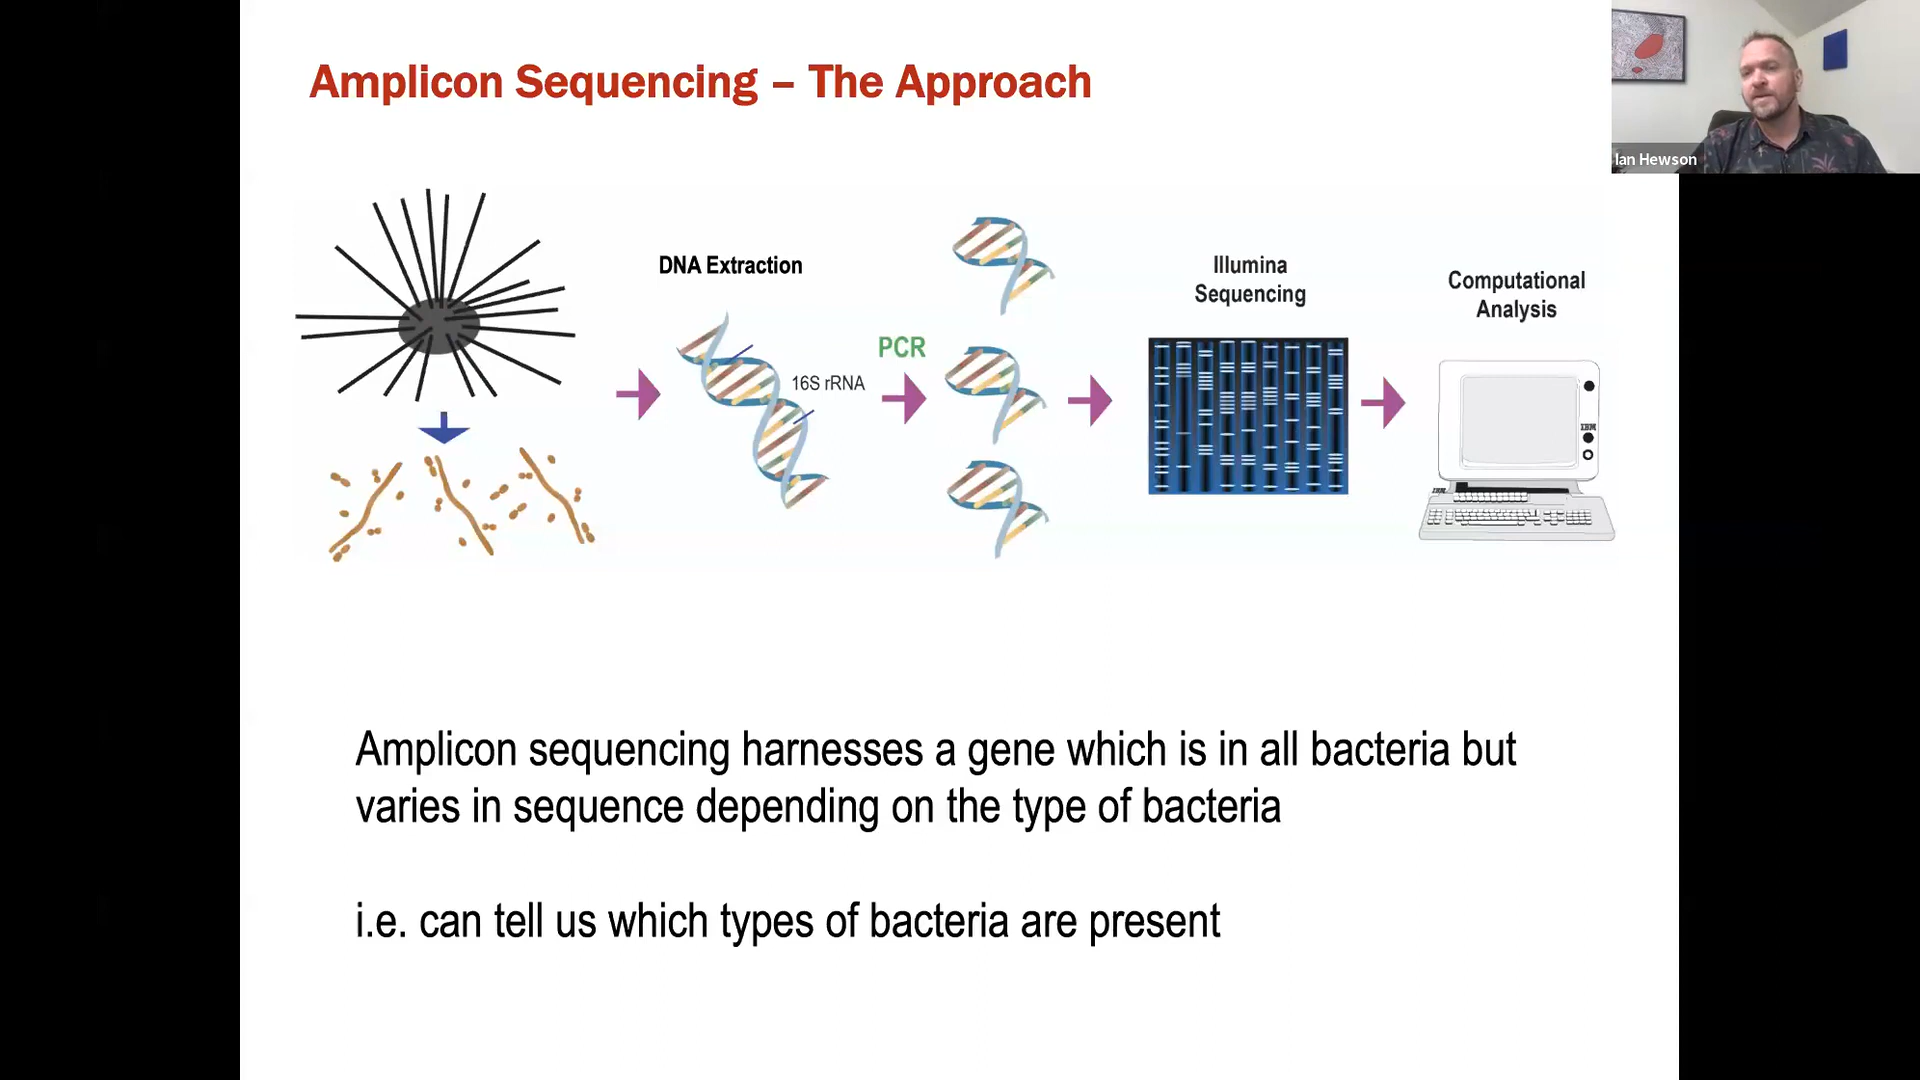 Amplicon Sequencing – The Approach
Ian Hewson
DNA Extraction
16S rRNA
PCR
Illumina
Sequencing
Computational
Analysis
IBM
IBM
Amplicon sequencing harnesses a gene which is in all bacteria but
varies in sequence depending on the type of bacteria
i.e. can tell us which types of bacteria are present